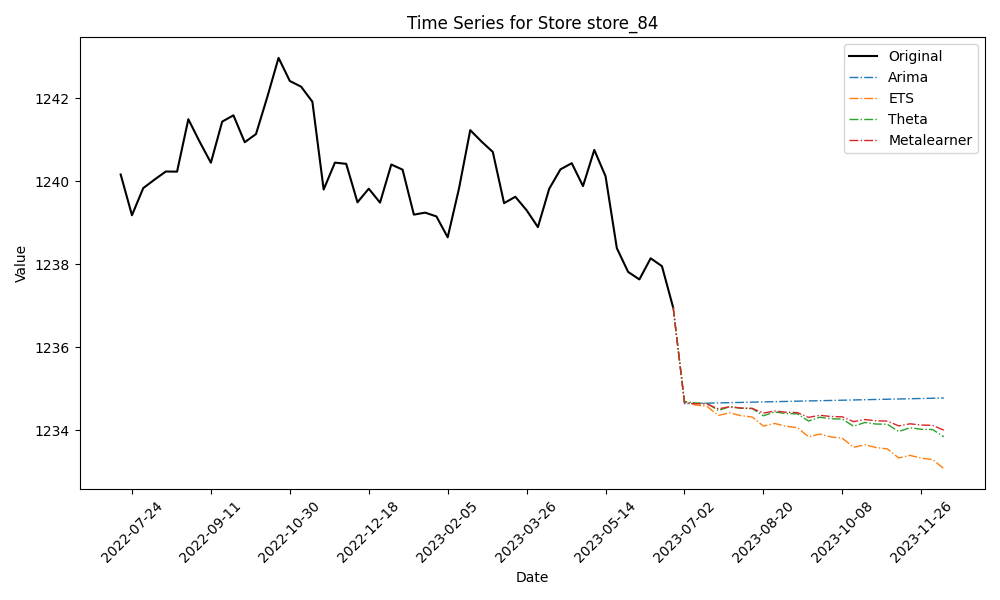 Time Series for Store store_84
Original
Arima
ETS
Theta
Metalearner
Value
1242
1240
1238
1236
1234
2022-07-24
2022-09-11
2022-10-30
2022-12-18
2023-02-05
2023-03-26
2023-05-14
2023-07-02
2023-08-20
2023-10-08
2023-11-26
Date